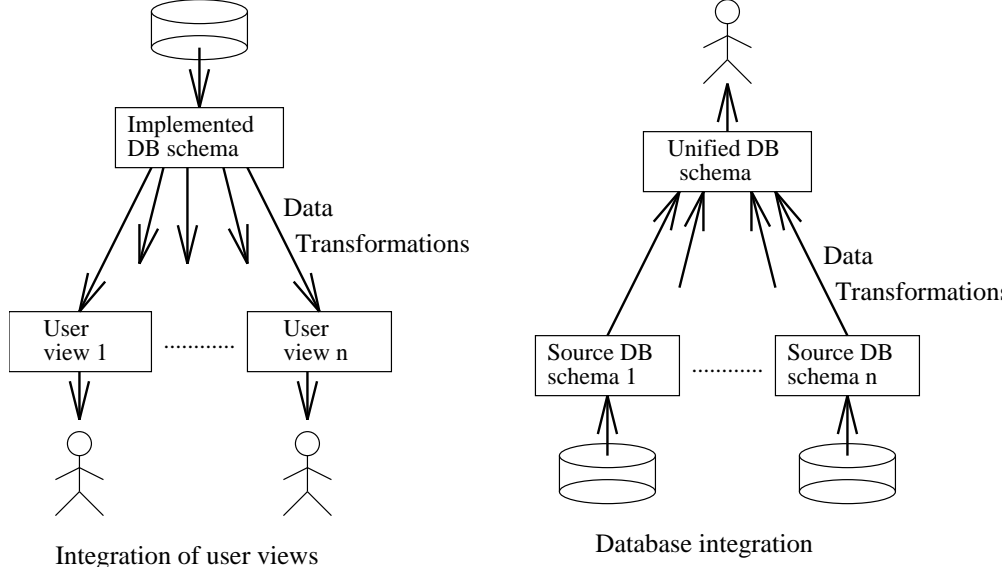 Implemented
DB schema
Data
Transformations
User
view 1
............
User
view n
Integration of user views
Unified DB
schema
Data
Transformations
Source DB
schema 1
............
Source DB
schema n
Database integration